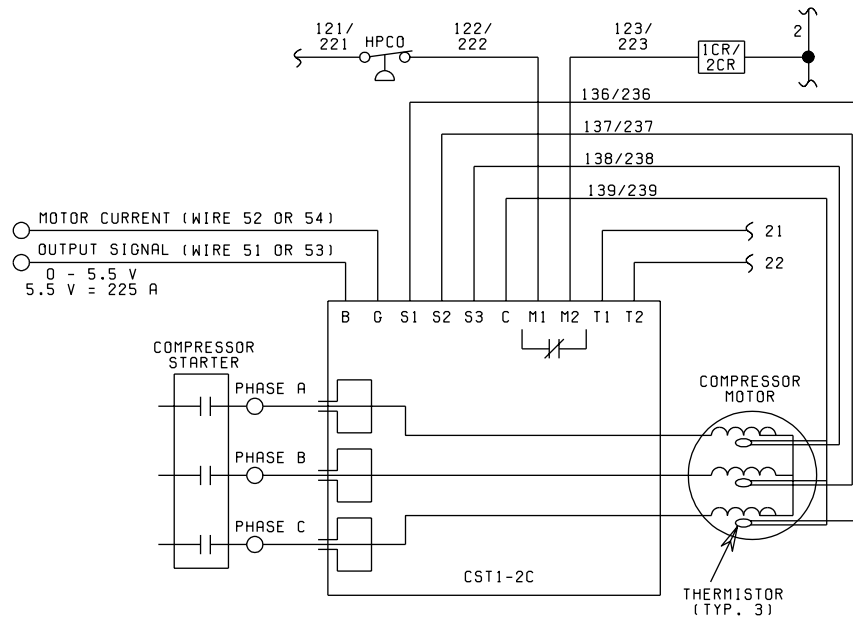 121/
221
HPCO
122/
222
123/
223
1CR/
2CR
2
136/236
137/237
138/238
139/239
MOTOR CURRENT (WIRE 52 OR 54)
OUTPUT SIGNAL (WIRE 51 OR 53)
0 - 5.5 V
5.5 V = 225 A
21
22
B G S1 S2 S3 C M1 M2 T1 T2
COMPRESSOR
STARTER
PHASE A
PHASE B
PHASE C
COMPRESSOR
MOTOR
CST1-2C
THERMISTOR
(TYP. 3)